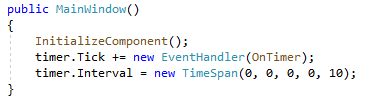 public MainWindow()
{
InitializeComponent();
timer.Tick += new EventHandler(OnTimer);
timer.Interval = new TimeSpan(0, 0, 0, 0, 10);
}